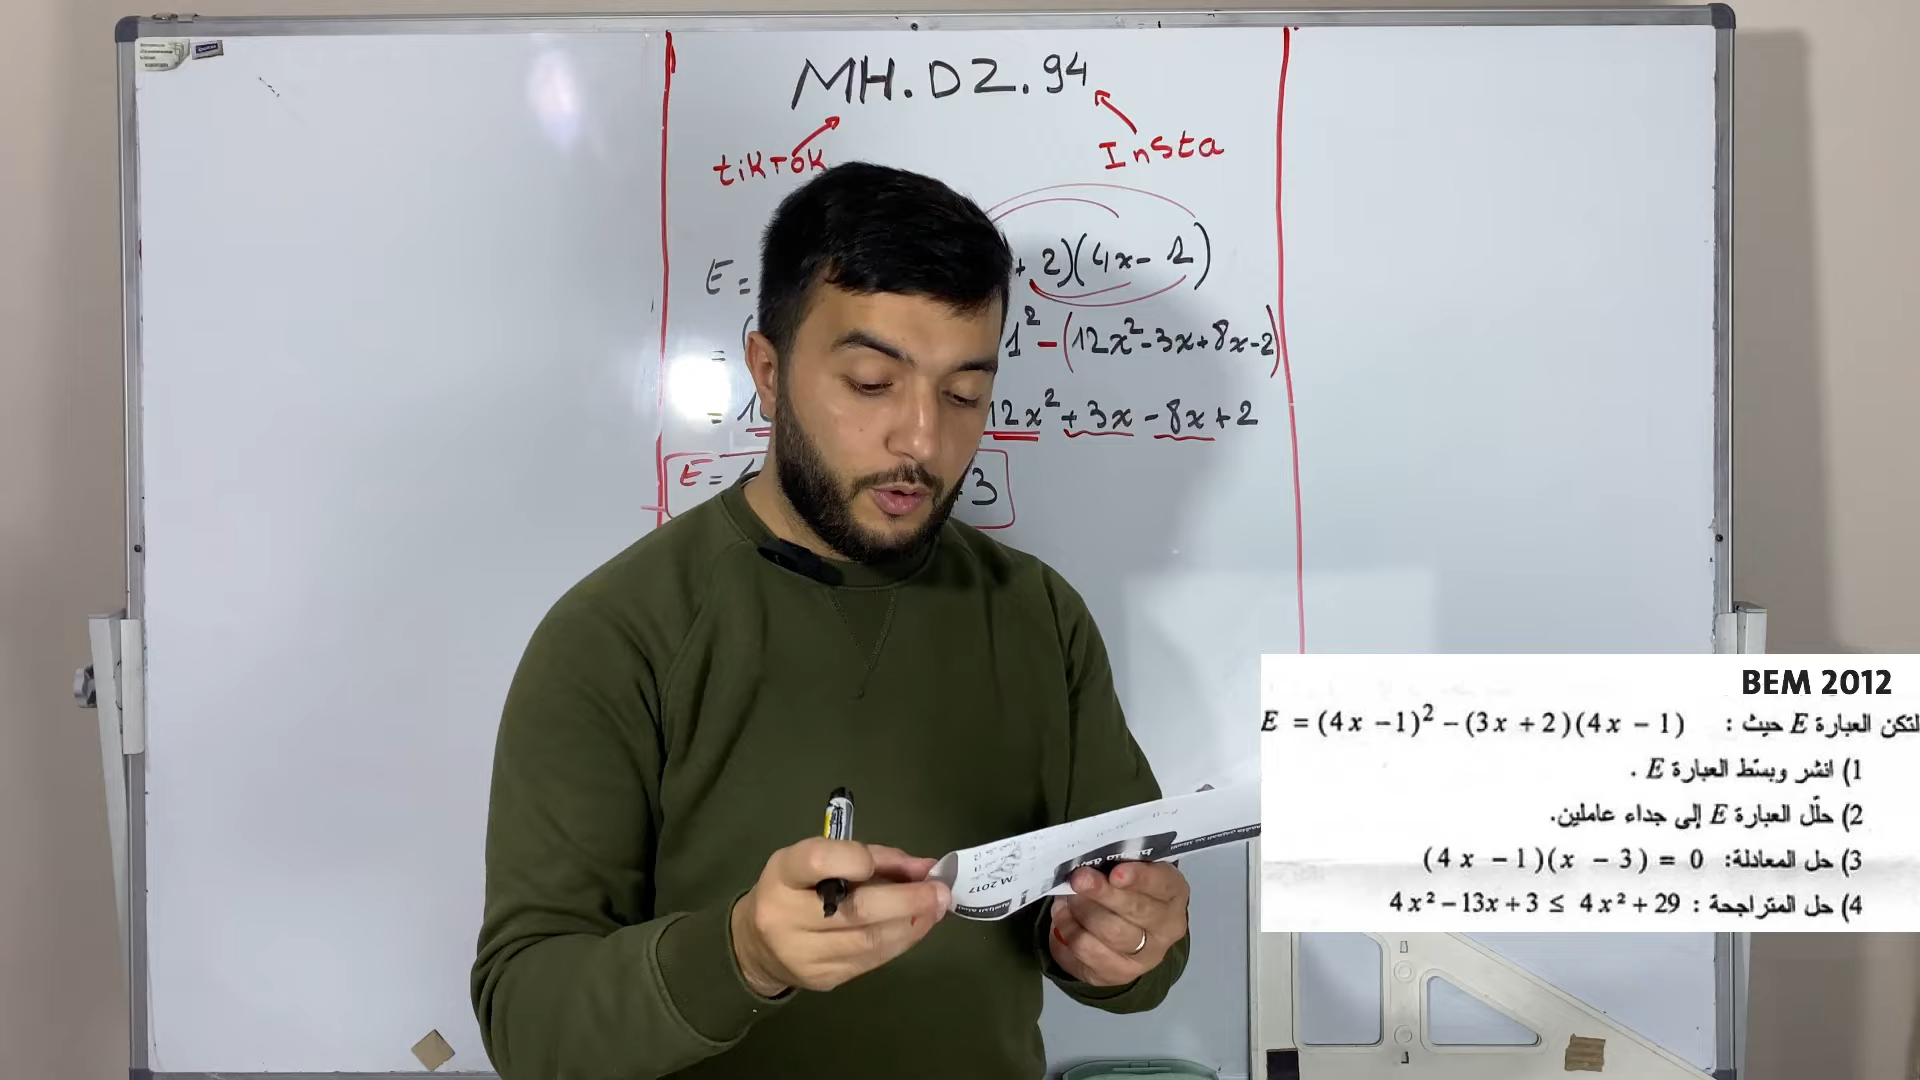 MH.DZ.94
tiktok
Insta
E =
+ 2)(4x - 1)
=
1² - (12x² - 3x + 8x - 2)
= 1
12x² + 3x - 8x + 2
E =
3
BEM 2012
لتكن العبارة E حيث : E = (4x - 1)² - (3x + 2)(4x - 1)
1) انشر وبسّط العبارة E .
2) حلّل العبارة E إلى جداء عاملين.
3) حل المعادلة: (4x - 1)(x - 3) = 0
4) حل المتراجحة : 4x² - 13x + 3 ≤ 4x² + 29
M 2017